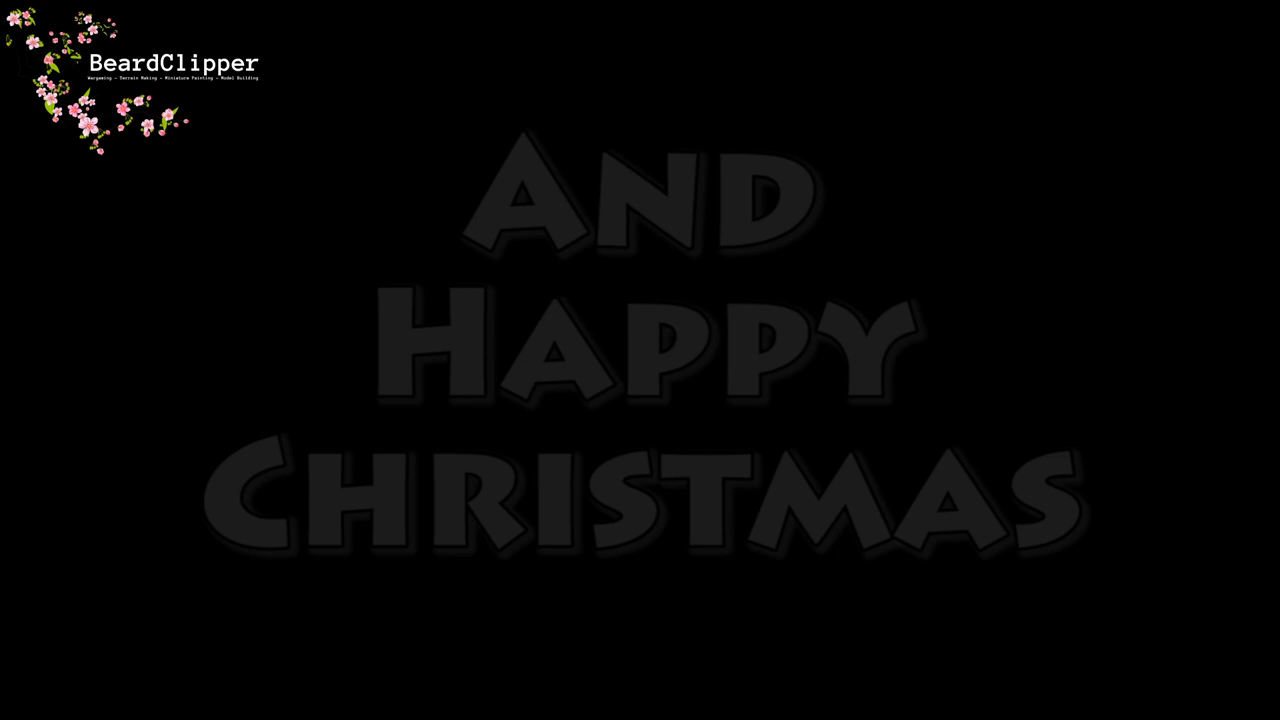 BeardClipper
Wargaming – Terrain Making – Miniature Painting – Model Building
And
Happy
Christmas